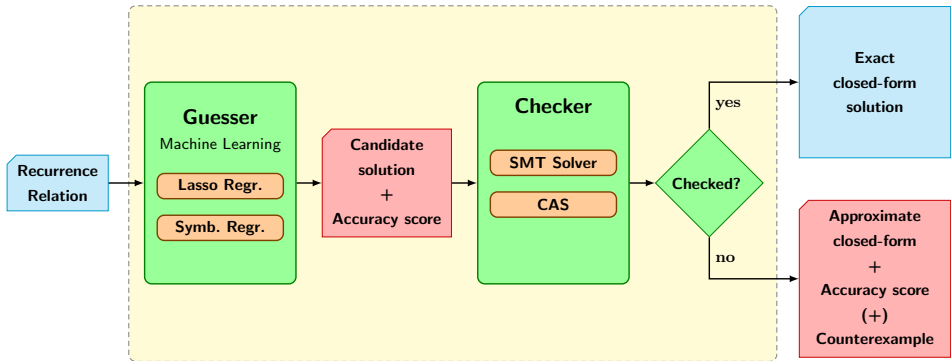 Recurrence
Relation
Guesser
Machine Learning
Lasso Regr.
Symb. Regr.
Candidate
solution
+
Accuracy score
Checker
SMT Solver
CAS
Checked?
yes
no
Exact
closed-form
solution
Approximate
closed-form
+
Accuracy score
(+)
Counterexample